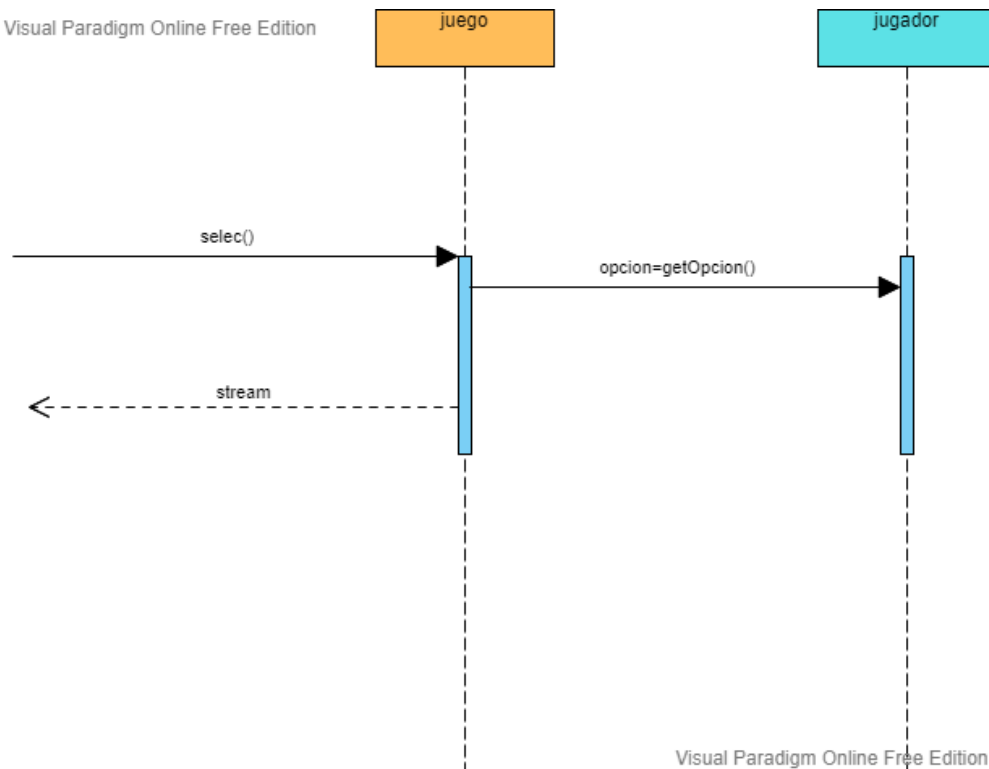 Visual Paradigm Online Free Edition
juego
jugador
selec()
opcion=getOpcion()
stream
Visual Paradigm Online Free Edition